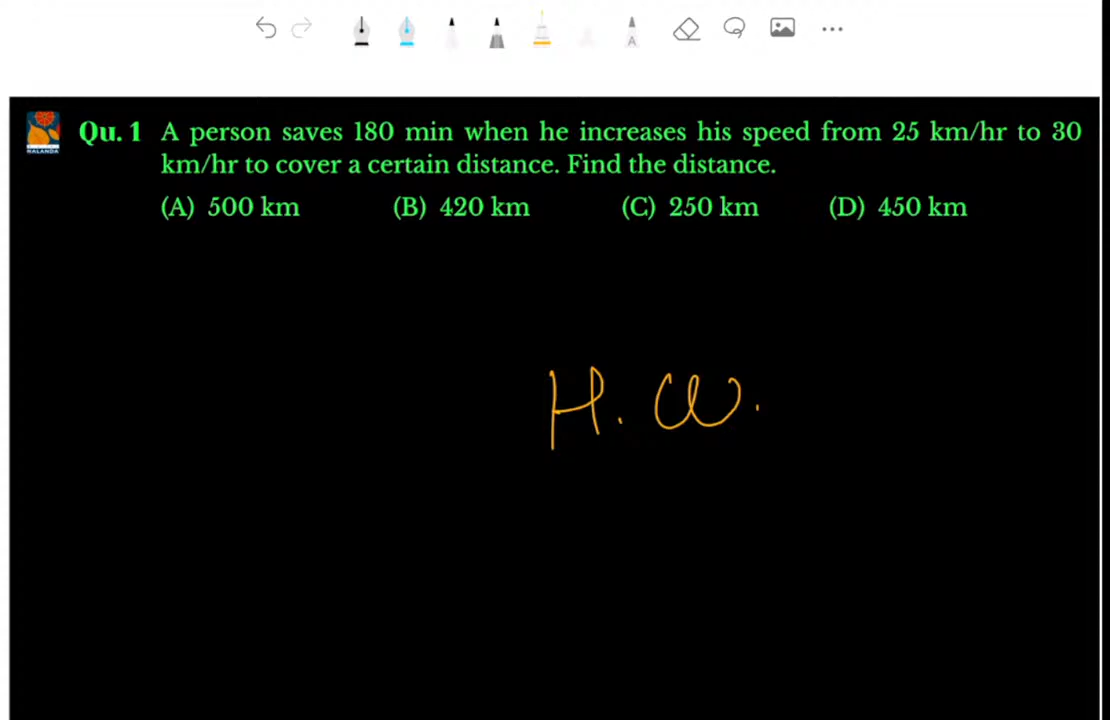 Qu. 1 A person saves 180 min when he increases his speed from 25 km/hr to 30
km/hr to cover a certain distance. Find the distance.
(A) 500 km (B) 420 km (C) 250 km (D) 450 km
H. W.
NALANDA
A